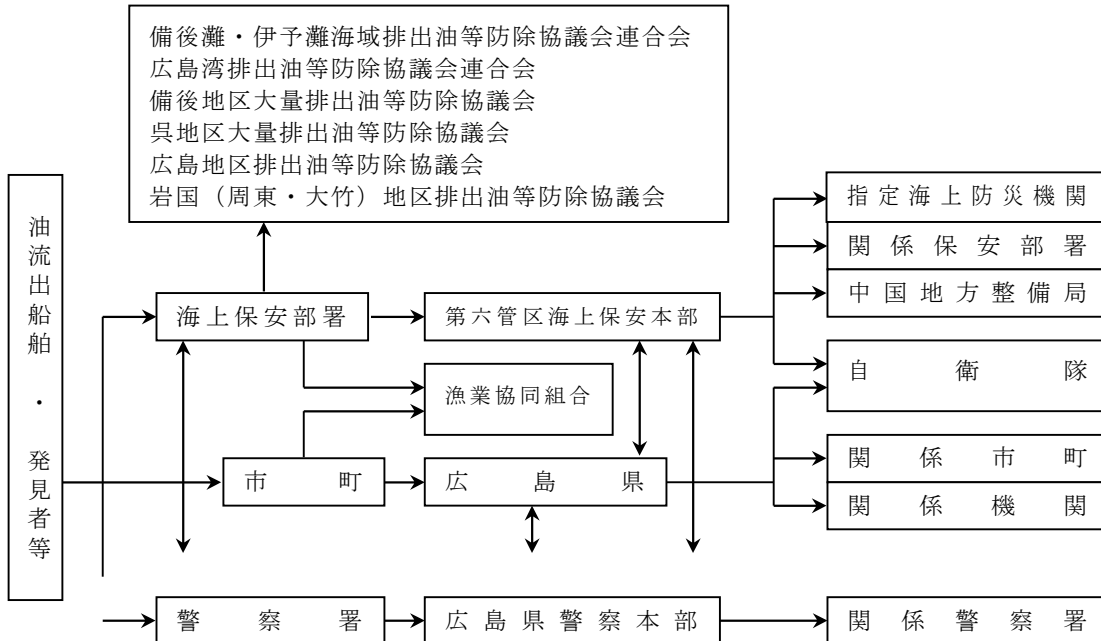 備後灘・伊予灘海域排出油等防除協議会連合会
広島湾排出油等防除協議会連合会
備後地区大量排出油等防除協議会
呉地区大量排出油等防除協議会
広島地区排出油等防除協議会
岩国（周東・大竹）地区排出油等防除協議会
油流出船舶・発見者等
海上保安部署
第六管区海上保安本部
指定海上防災機関
関係保安部署
中国地方整備局
自衛隊
漁業協同組合
市町
広島県
関係市町
関係機関
警察署
広島県警察本部
関係警察署